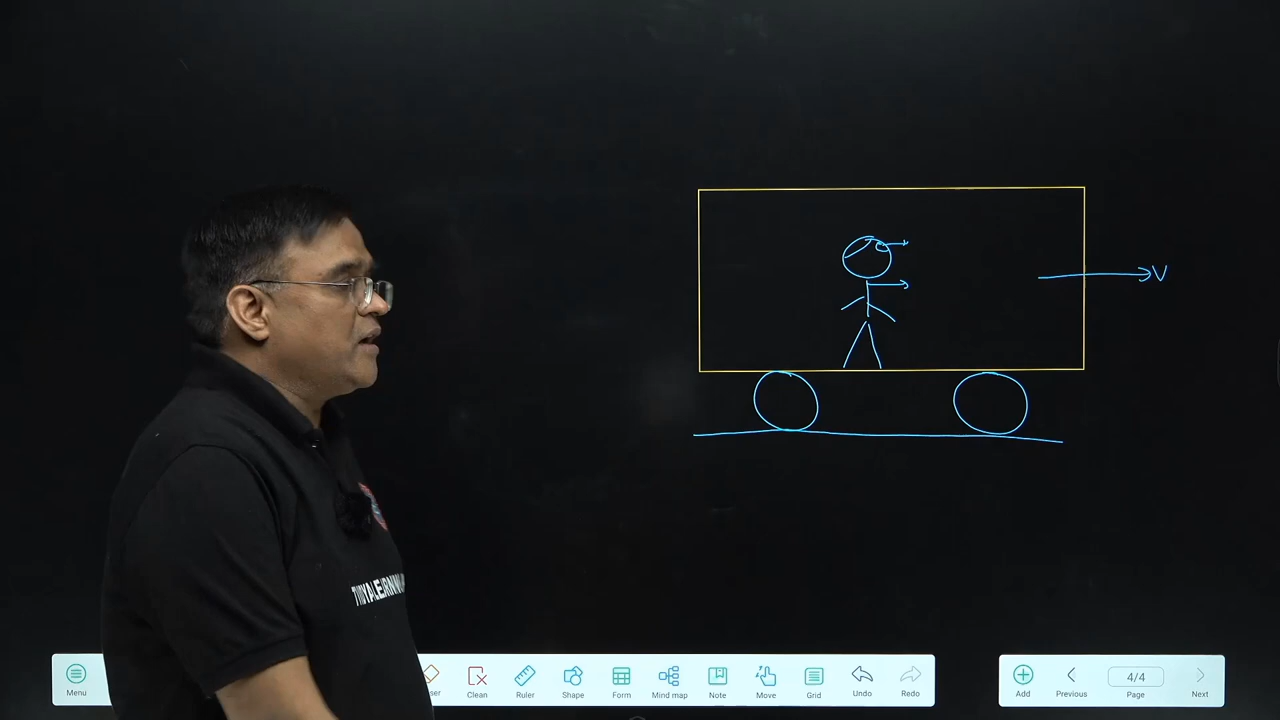 V
Menu
Clean
Ruler
Shape
Form
Mind map
Note
Move
Grid
Undo
Redo
Add
Previous
4/4
Page
Next